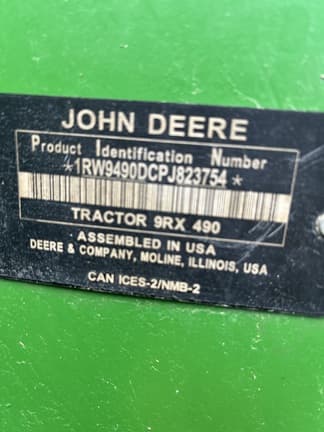 JOHN DEERE
Product Identification Number
*1RW9490DCPJ823754*
TRACTOR 9RX 490
ASSEMBLED IN USA
DEERE & COMPANY, MOLINE, ILLINOIS, USA
CAN ICES-2/NMB-2